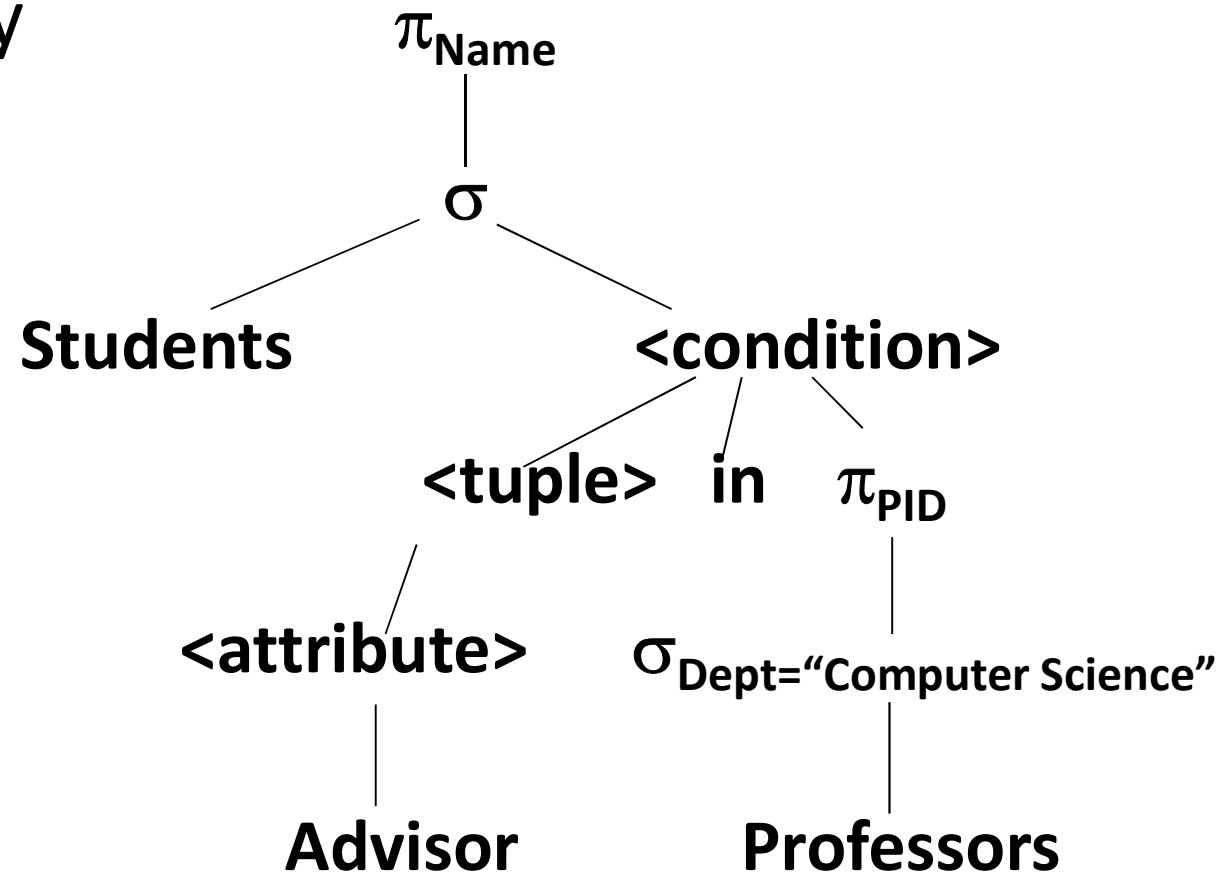 y
πName
σ
Students <condition>
<tuple> in πPID
<attribute> σDept=“Computer Science”
Advisor Professors